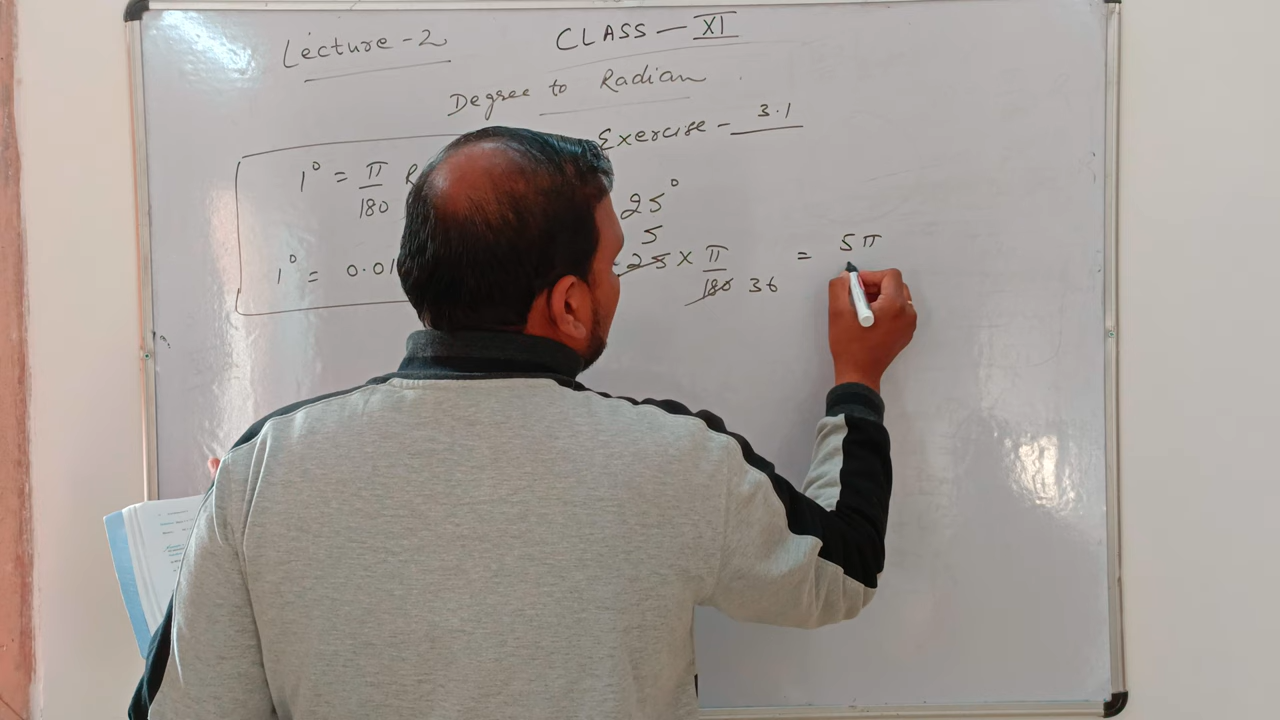 Lecture - 2
CLASS — XI
Degree to Radian
Exercise - 3.1
1° = π
180
25°
5
25 × π = 5π
180 36
1° = 0.01